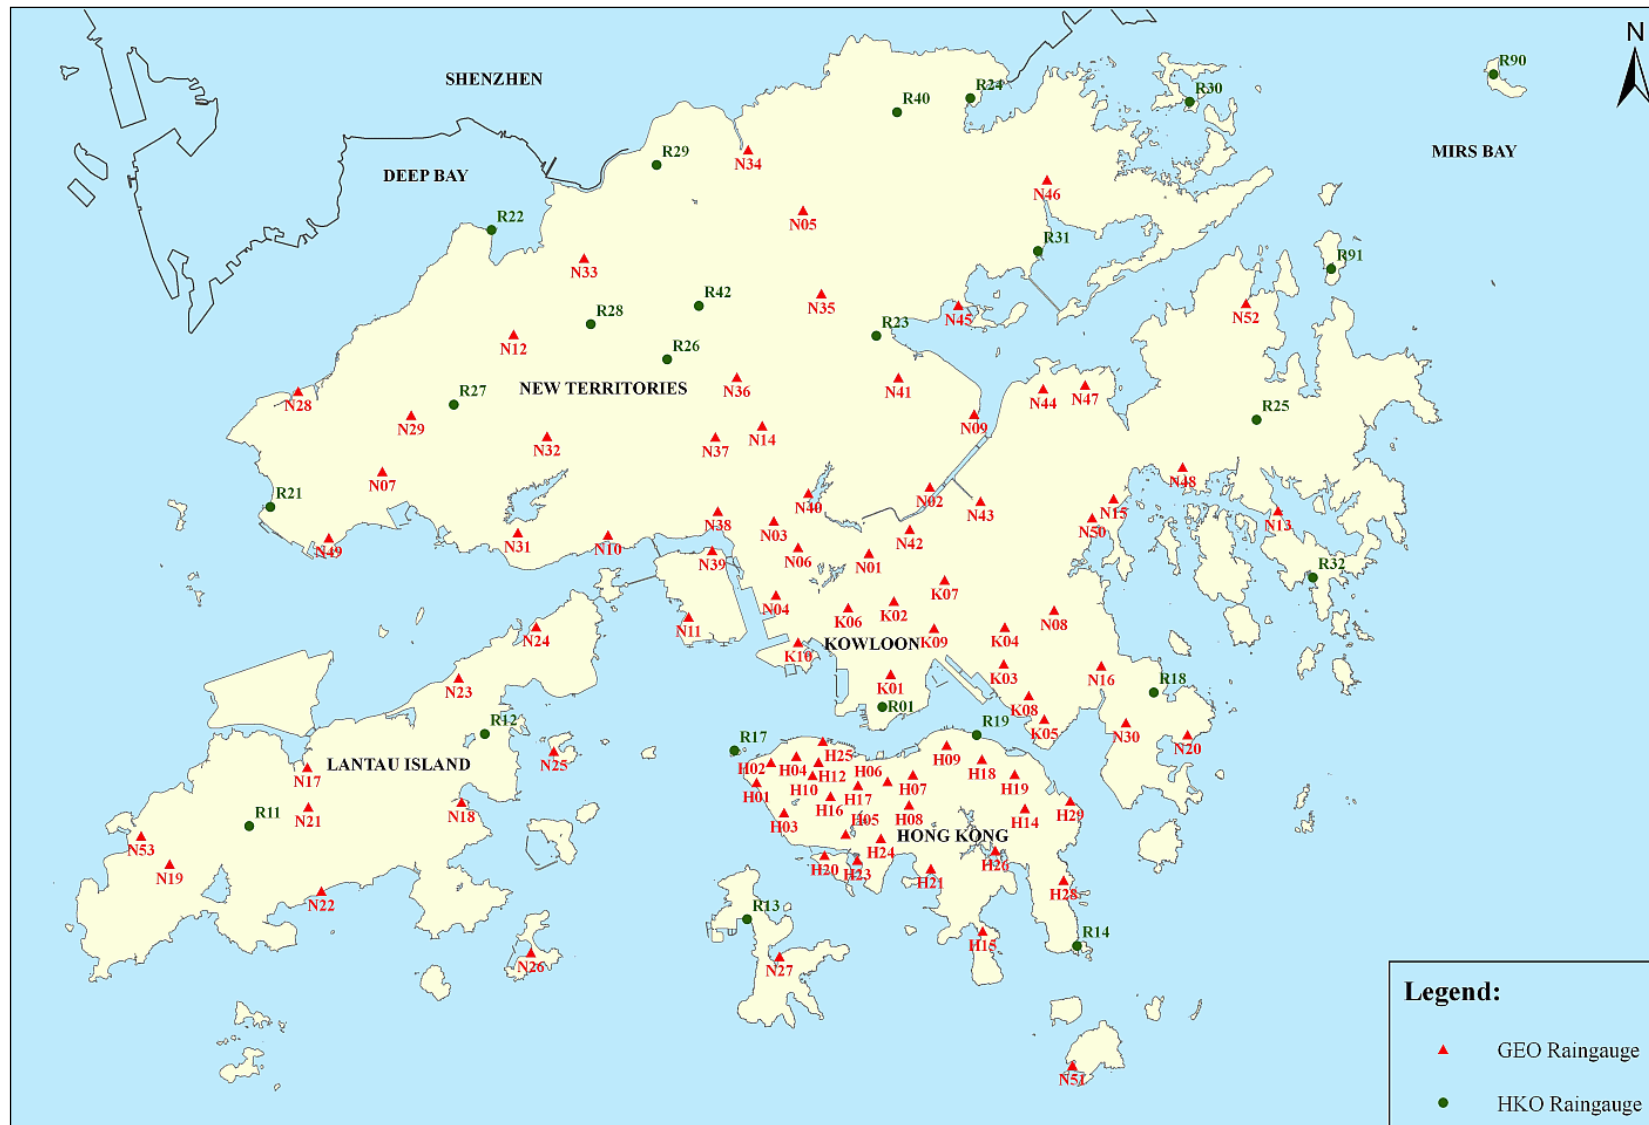 N
R90
SHENZHEN
R24
R30
R40
MIRS BAY
R29
N34
DEEP BAY
N46
N05
R22
R31
R91
N33
R42
N35
N52
R28
N45
R23
N12
R26
NEW TERRITORIES
N36
N41
N44
N47
N28
R27
R25
N29
N09
N32
N37
N14
N07
N48
R21
N40
N02
N43
N15
N13
N38
N50
N49
N31
N10
N03
N42
N39
N06
N01
R32
K07
N04
K06
K02
N11
K09
K04
N08
N24
K10
KOWLOON
K03
N16
N23
K01
R18
R01
K08
R12
R19
K05
N30
N20
R17
H25
H09
LANTAU ISLAND
N25
H02
H04
H12
H06
H18
N17
H01
H10
H17
H07
H19
R11
N21
N18
H16
H03
H05
H08
H14
H29
N53
HONG KONG
H24
N19
H20
H23
H21
H26
N22
H28
R13
R14
H15
N26
N27
N51
Legend:
GEO Raingauge
HKO Raingauge